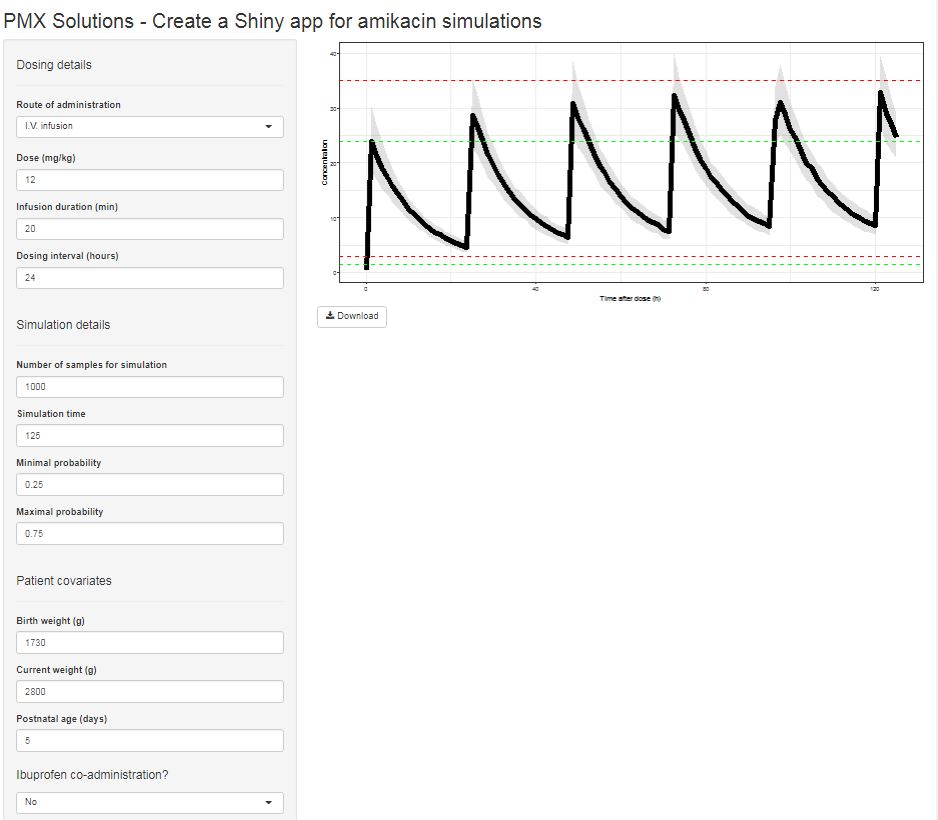 PMX Solutions - Create a Shiny app for amikacin simulations
Dosing details
Route of administration
I.V. infusion
Dose (mg/kg)
12
Infusion duration (min)
20
Dosing interval (hours)
24
Simulation details
Number of samples for simulation
1000
Simulation time
125
Minimal probability
0.25
Maximal probability
0.75
Patient covariates
Birth weight (g)
1730
Current weight (g)
2800
Postnatal age (days)
5
Ibuprofen co-administration?
No
Concentration
40
30
20
10
0
0
40
80
120
Time after dose (h)
Download